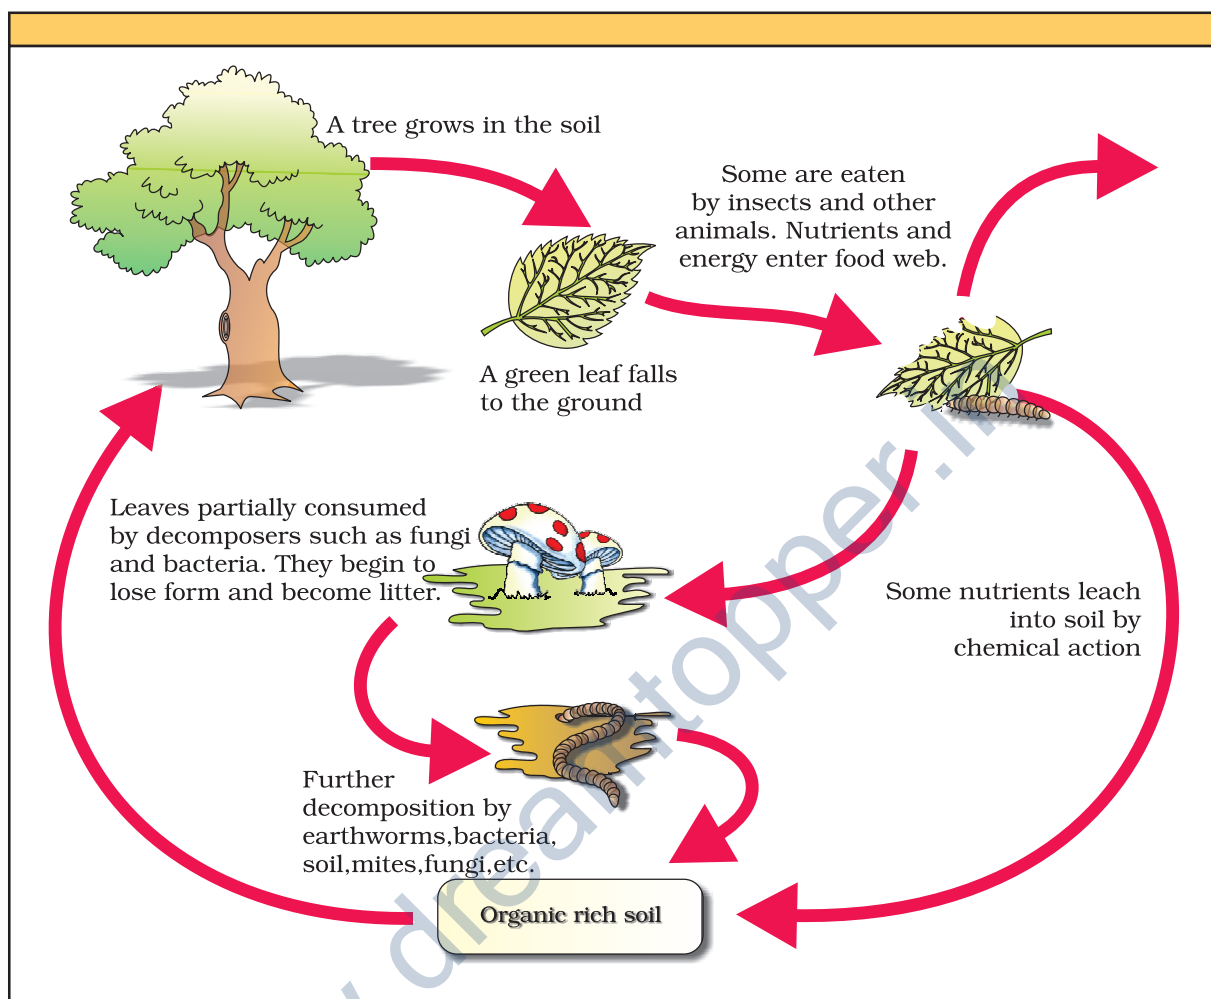 A tree grows in the soil
Some are eaten
by insects and other
animals. Nutrients and
energy enter food web.
A green leaf falls
to the ground
Leaves partially consumed
by decomposers such as fungi
and bacteria. They begin to
lose form and become litter.
Some nutrients leach
into soil by
chemical action
Further
decomposition by
earthworms,bacteria,
soil,mites,fungi,etc.
Organic rich soil
dreamtopper.in